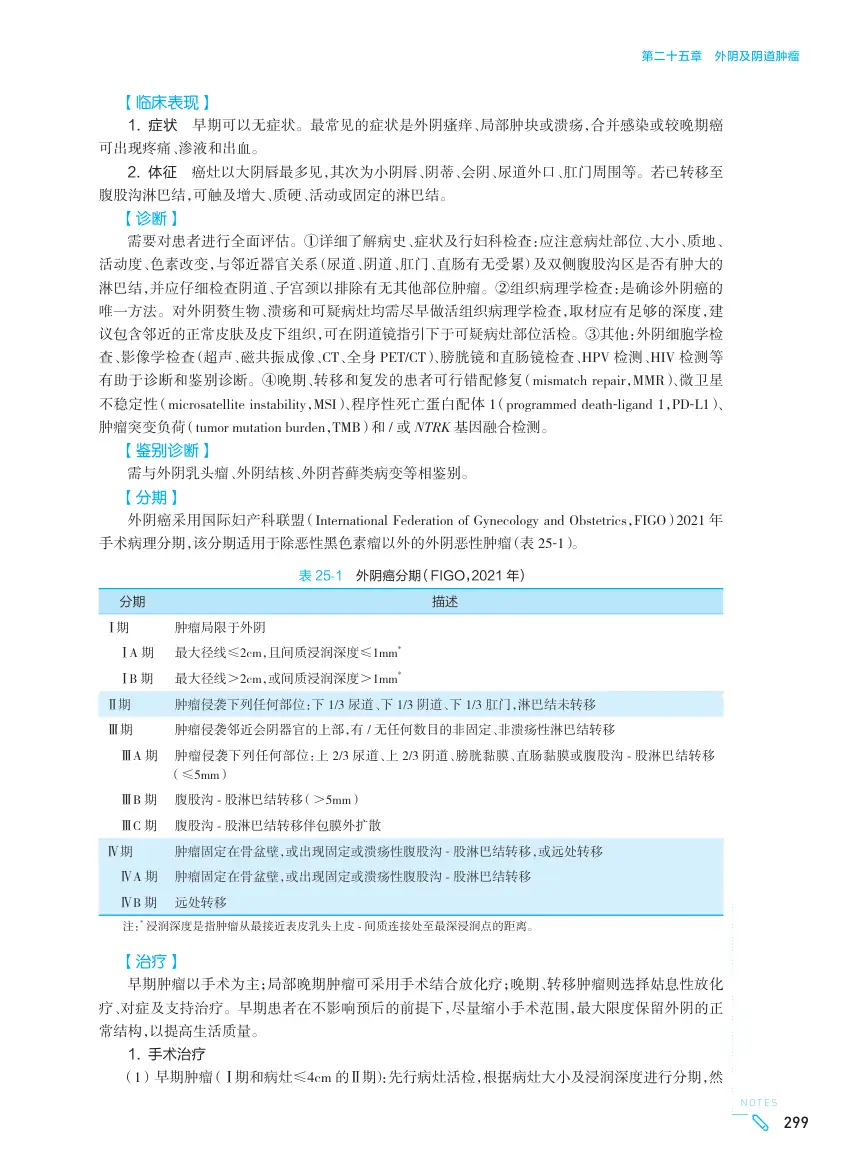 第二十五章　外阴及阴道肿瘤
【临床表现】
1. 症状　早期可以无症状。最常见的症状是外阴瘙痒、局部肿块或溃疡,合并感染或较晚期癌
可出现疼痛、渗液和出血。
2. 体征　癌灶以大阴唇最多见,其次为小阴唇、阴蒂、会阴、尿道外口、肛门周围等。若已转移至
腹股沟淋巴结,可触及增大、质硬、活动或固定的淋巴结。
【诊断】
需要对患者进行全面评估。①详细了解病史、症状及行妇科检查:应注意病灶部位、大小、质地、
活动度、色素改变,与邻近器官关系(尿道、阴道、肛门、直肠有无受累)及双侧腹股沟区是否有肿大的
淋巴结,并应仔细检查阴道、子宫颈以排除有无其他部位肿瘤。②组织病理学检查:是确诊外阴癌的
唯一方法。对外阴赘生物、溃疡和可疑病灶均需尽早做活组织病理学检查,取材应有足够的深度,建
议包含邻近的正常皮肤及皮下组织,可在阴道镜指引下于可疑病灶部位活检。③其他:外阴细胞学检
查、影像学检查(超声、磁共振成像、CT、全身 PET/CT)、膀胱镜和直肠镜检查、HPV 检测、HIV 检测等
有助于诊断和鉴别诊断。④晚期、转移和复发的患者可行错配修复(mismatch repair,MMR)、微卫星
不稳定性(microsatellite instability,MSI)、程序性死亡蛋白配体 1(programmed death-ligand 1,PD-L1)、
肿瘤突变负荷(tumor mutation burden,TMB)和 / 或 NTRK 基因融合检测。
【鉴别诊断】
需与外阴乳头瘤、外阴结核、外阴苔藓类病变等相鉴别。
【分期】
外阴癌采用国际妇产科联盟(International Federation of Gynecology and Obstetrics,FIGO)2021 年
手术病理分期,该分期适用于除恶性黑色素瘤以外的外阴恶性肿瘤(表 25-1)。
表 25-1　外阴癌分期(FIGO,2021 年)
分期　描述
Ⅰ期　肿瘤局限于外阴
ⅠA 期　最大径线≤2cm,且间质浸润深度≤1mm*
ⅠB 期　最大径线>2cm,或间质浸润深度>1mm*
Ⅱ期　肿瘤侵袭下列任何部位:下 1/3 尿道、下 1/3 阴道、下 1/3 肛门,淋巴结未转移
Ⅲ期　肿瘤侵袭邻近会阴器官的上部,有 / 无任何数目的非固定、非溃疡性淋巴结转移
ⅢA 期　肿瘤侵袭下列任何部位:上 2/3 尿道、上 2/3 阴道、膀胱黏膜、直肠黏膜或腹股沟 - 股淋巴结转移
(≤5mm)
ⅢB 期　腹股沟 - 股淋巴结转移(>5mm)
ⅢC 期　腹股沟 - 股淋巴结转移伴包膜外扩散
Ⅳ期　肿瘤固定在骨盆壁,或出现固定或溃疡性腹股沟 - 股淋巴结转移,或远处转移
ⅣA 期　肿瘤固定在骨盆壁,或出现固定或溃疡性腹股沟 - 股淋巴结转移
ⅣB 期　远处转移
注:* 浸润深度是指肿瘤从最接近表皮乳头上皮 - 间质连接处至最深浸润点的距离。
【治疗】
早期肿瘤以手术为主;局部晚期肿瘤可采用手术结合放化疗;晚期、转移肿瘤则选择姑息性放化
疗、对症及支持治疗。早期患者在不影响预后的前提下,尽量缩小手术范围,最大限度保留外阴的正
常结构,以提高生活质量。
1. 手术治疗
(1)早期肿瘤(Ⅰ期和病灶≤4cm 的Ⅱ期):先行病灶活检,根据病灶大小及浸润深度进行分期,然
NOTES
299